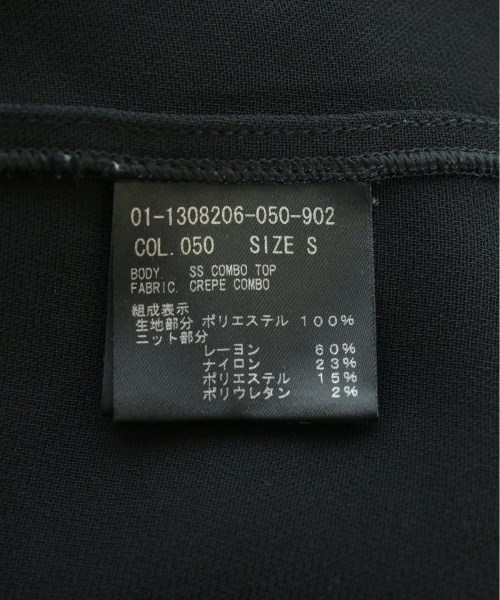 01-1308206-050-902
COL.050 SIZE S
BODY. SS COMBO TOP
FABRIC. CREPE COMBO
組成表示
生地部分 ポリエステル 100%
ニット部分
レーヨン 60%
ナイロン 23%
ポリエステル 15%
ポリウレタン 2%